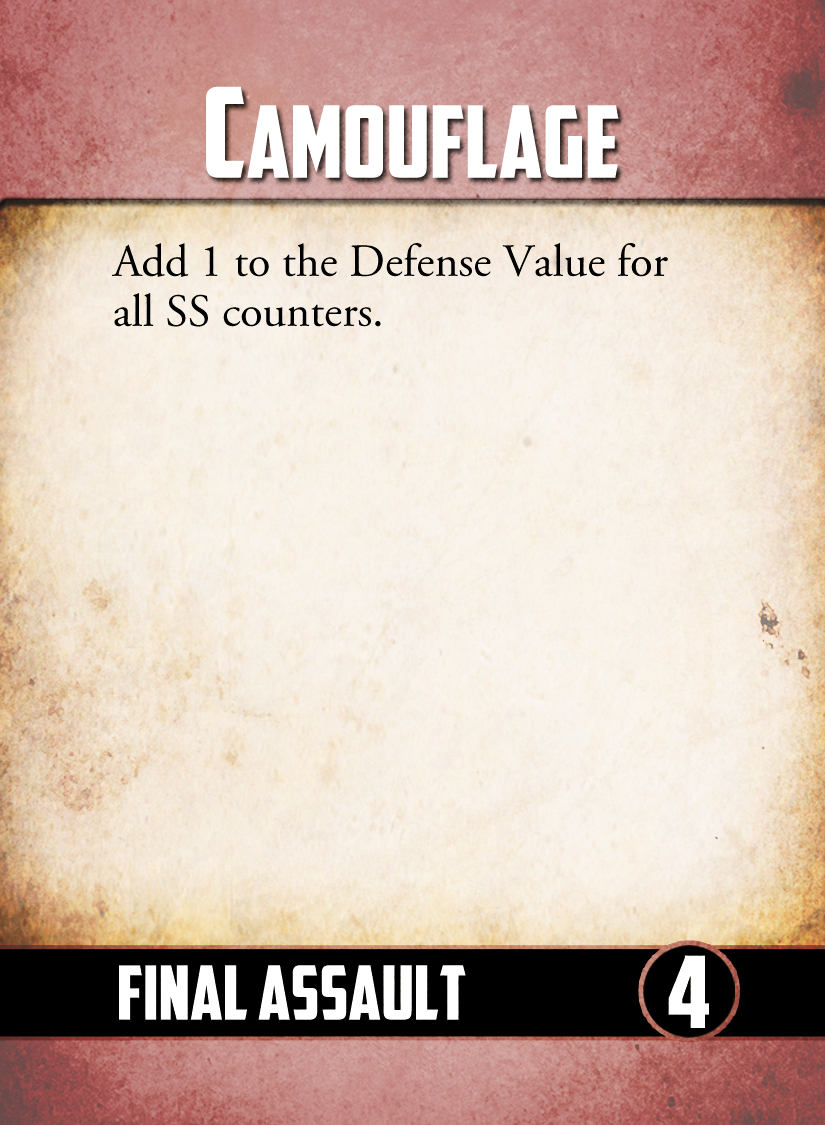 Camouflage
Add 1 to the Defense Value for
all SS counters.
FINAL ASSAULT
4